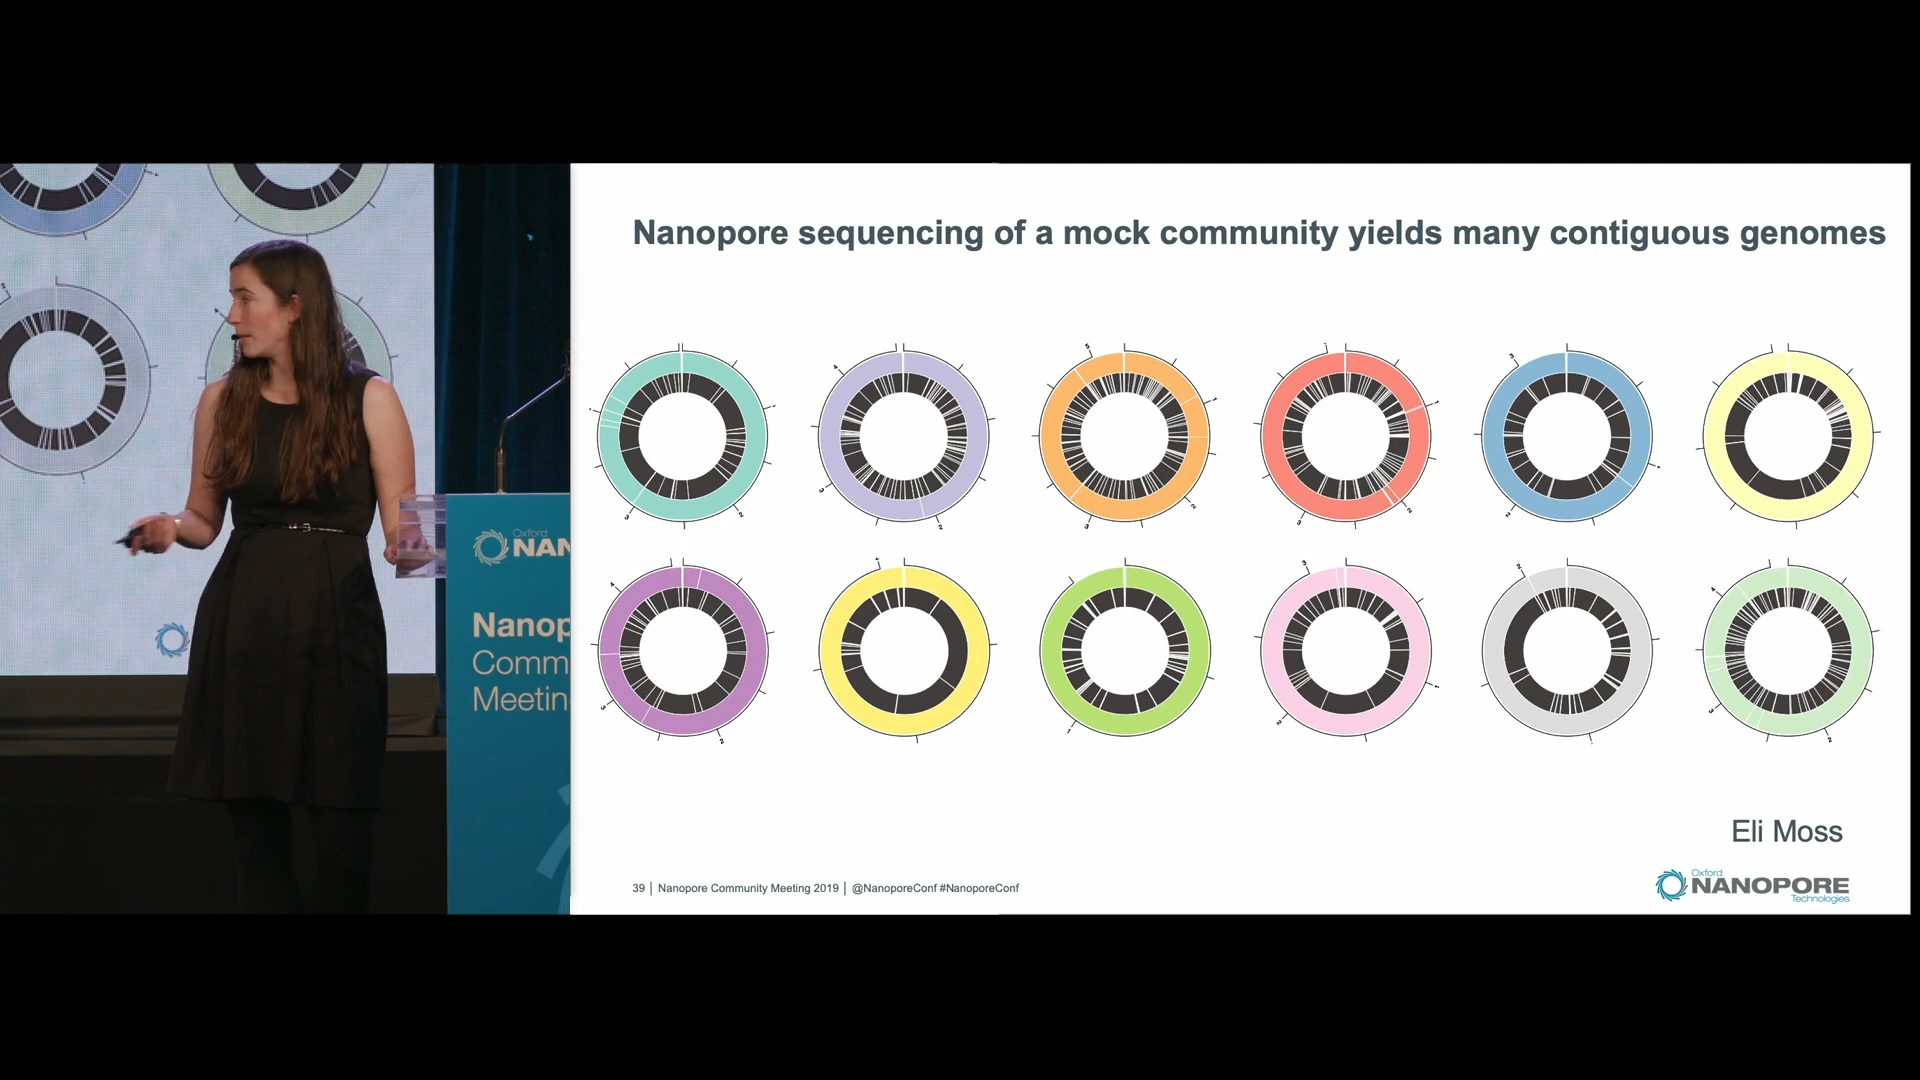 Nanopore sequencing of a mock community yields many contiguous genomes
Oxford
NAN
Nanop
Comm
Meetin
Eli Moss
39 | Nanopore Community Meeting 2019 | @NanoporeConf #NanoporeConf
Oxford
NANOPORE
Technologies